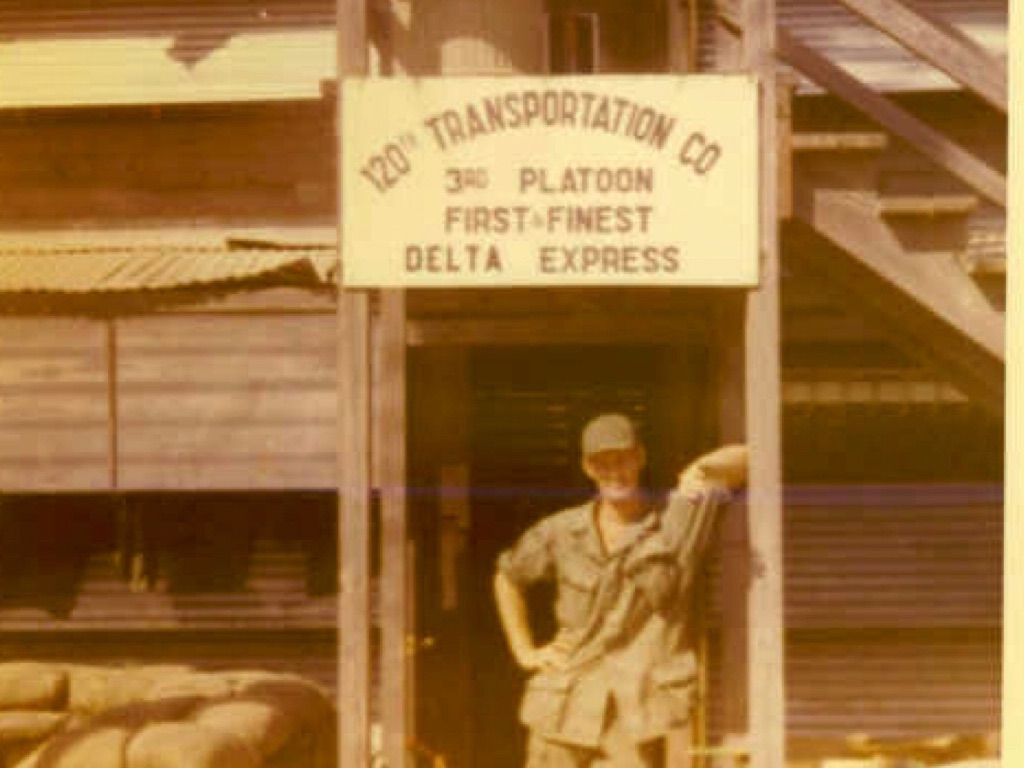 120TH TRANSPORTATION CO
3RD PLATOON
FIRST & FINEST
DELTA EXPRESS